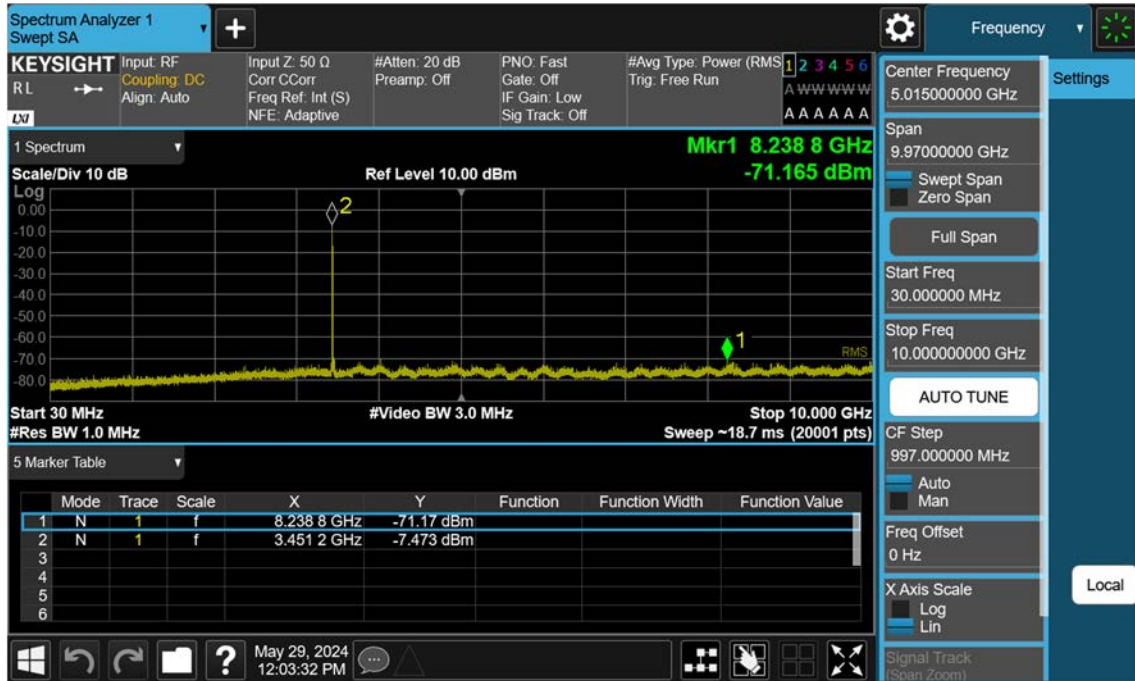 Spectrum Analyzer 1
Swept SA
+
Frequency
KEYSIGHT
RL
LXI
Input: RF
Coupling: DC
Align: Auto
Input Z: 50 Ω
Corr CCorr
Freq Ref: Int (S)
NFE: Adaptive
#Atten: 20 dB
Preamp: Off
PNO: Fast
Gate: Off
IF Gain: Low
Sig Track: Off
#Avg Type: Power (RMS
Trig: Free Run
1 2 3 4 5 6
A W W W W W
A A A A A A
1 Spectrum
Scale/Div 10 dB
Ref Level 10.00 dBm
Mkr1 8.238 8 GHz
-71.165 dBm
Log
0.00
-10.0
-20.0
-30.0
-40.0
-50.0
-60.0
-70.0
-80.0
2
1
RMS
Start 30 MHz
#Video BW 3.0 MHz
Stop 10.000 GHz
#Res BW 1.0 MHz
Sweep ~18.7 ms (20001 pts)
5 Marker Table
Mode Trace Scale X Y Function Function Width Function Value
1 N 1 f 8.238 8 GHz -71.17 dBm
2 N 1 f 3.451 2 GHz -7.473 dBm
3
4
5
6
?
May 29, 2024
12:03:32 PM
Center Frequency
5.015000000 GHz
Span
9.97000000 GHz
Swept Span
Zero Span
Full Span
Start Freq
30.000000 MHz
Stop Freq
10.000000000 GHz
AUTO TUNE
CF Step
997.000000 MHz
Auto
Man
Freq Offset
0 Hz
X Axis Scale
Log
Lin
Signal Track
(Span Zoom)
Settings
Local